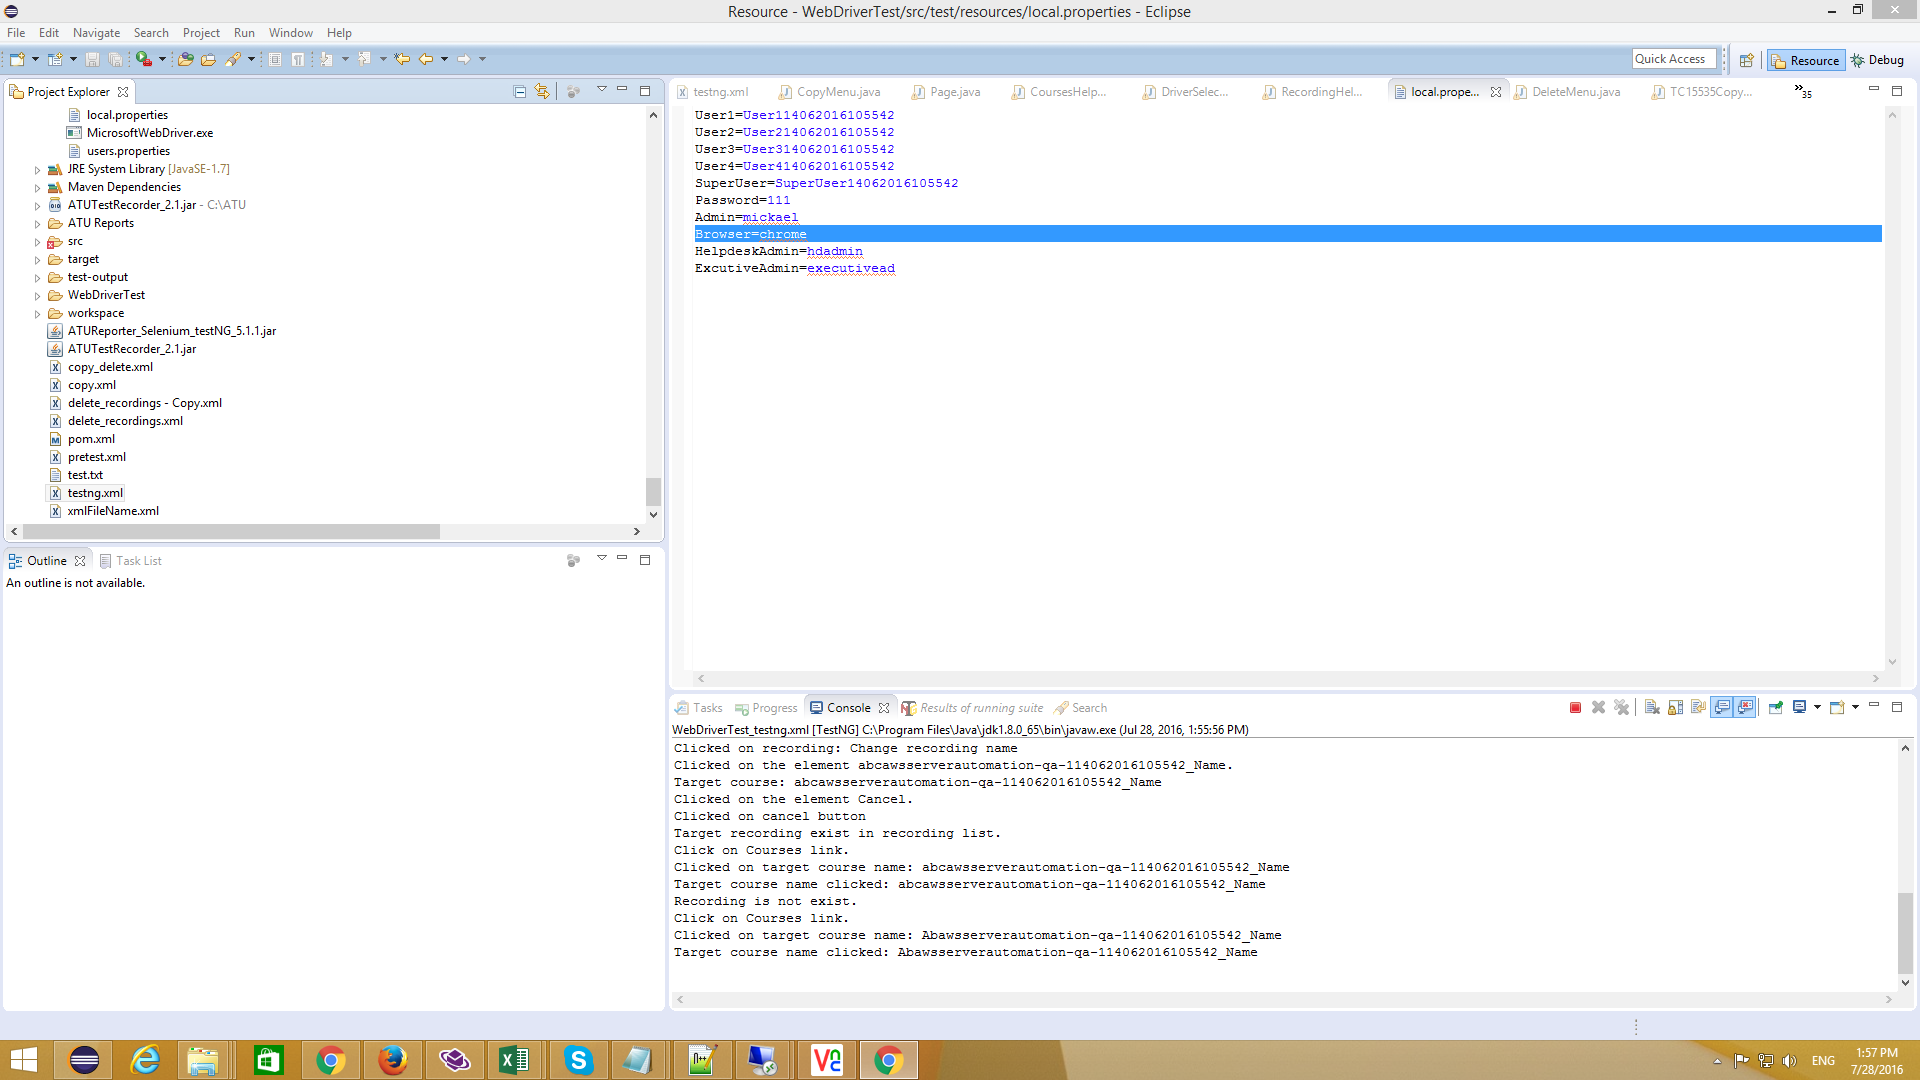 Resource - WebDriverTest/src/test/resources/local.properties - Eclipse
File Edit Navigate Search Project Run Window Help
Quick Access
Resource
Debug
Project Explorer
local.properties
MicrosoftWebDriver.exe
users.properties
JRE System Library [JavaSE-1.7]
Maven Dependencies
ATUTestRecorder_2.1.jar - C:\ATU
ATU Reports
src
target
test-output
WebDriverTest
workspace
ATUReporter_Selenium_testNG_5.1.1.jar
ATUTestRecorder_2.1.jar
copy_delete.xml
copy.xml
delete_recordings - Copy.xml
delete_recordings.xml
pom.xml
pretest.xml
test.txt
testng.xml
xmlFileName.xml
Outline
Task List
An outline is not available.
testng.xml CopyMenu.java Page.java CoursesHelp... DriverSelec... RecordingHel... local.prope... DeleteMenu.java TC15535Copy... »35
User1=User114062016105542
User2=User214062016105542
User3=User314062016105542
User4=User414062016105542
SuperUser=SuperUser14062016105542
Password=111
Admin=mickael
Browser=chrome
HelpdeskAdmin=hdadmin
ExcutiveAdmin=executivead
Tasks Progress Console Results of running suite Search
WebDriverTest_testng.xml [TestNG] C:\Program Files\Java\jdk1.8.0_65\bin\javaw.exe (Jul 28, 2016, 1:55:56 PM)
Clicked on recording: Change recording name
Clicked on the element abcawsserverautomation-qa-114062016105542_Name.
Target course: abcawsserverautomation-qa-114062016105542_Name
Clicked on the element Cancel.
Clicked on cancel button
Target recording exist in recording list.
Click on Courses link.
Clicked on target course name: abcawsserverautomation-qa-114062016105542_Name
Target course name clicked: abcawsserverautomation-qa-114062016105542_Name
Recording is not exist.
Click on Courses link.
Clicked on target course name: Abawsserverautomation-qa-114062016105542_Name
Target course name clicked: Abawsserverautomation-qa-114062016105542_Name
ENG
1:57 PM
7/28/2016